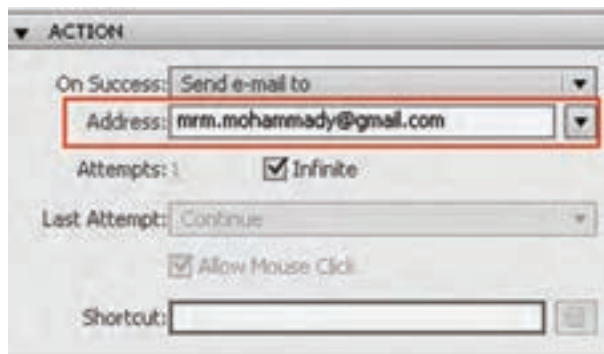 ACTION
On Success: Send e-mail to
Address: mrm.mohammady@gmail.com
Attempts: 1 Infinite
Last Attempt: Continue
Allow Mouse Click
Shortcut: